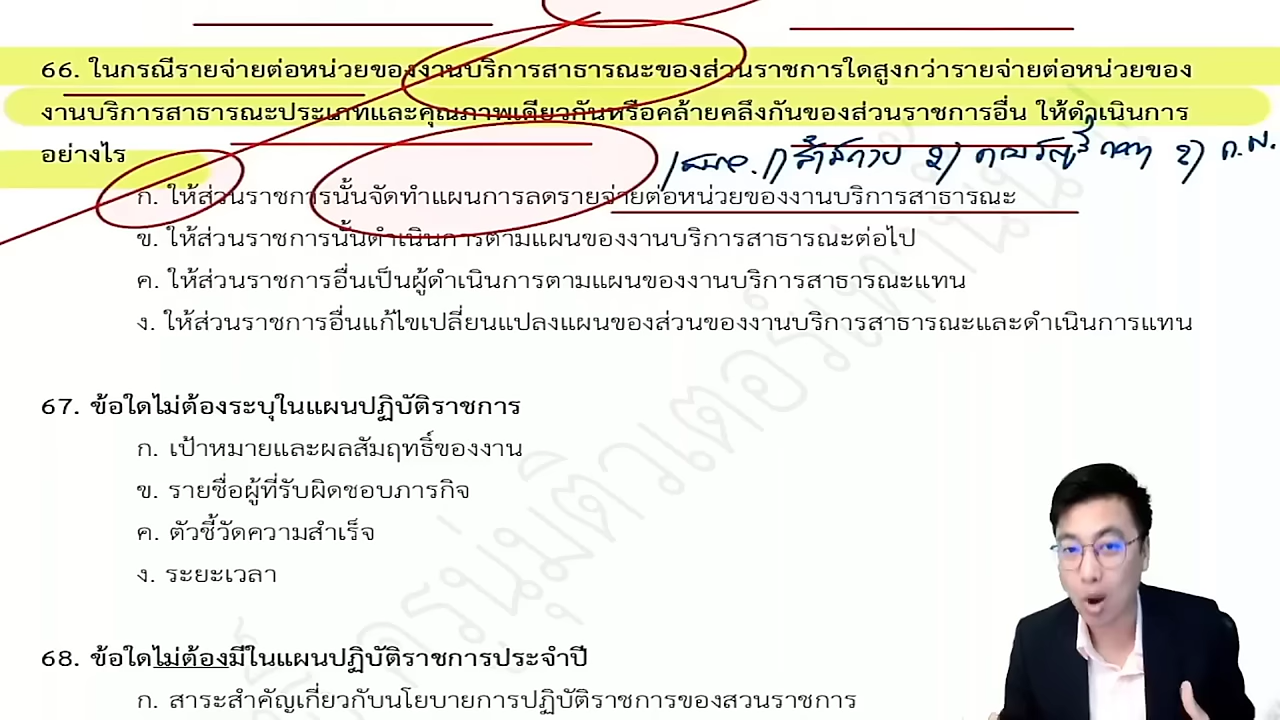 66. ในกรณีรายจ่ายต่อหน่วยของงานบริการสาธารณะของส่วนราชการใดสูงกว่ารายจ่ายต่อหน่วยของ
งานบริการสาธารณะประเภทและคุณภาพเดียวกันหรือคล้ายคลึงกันของส่วนราชการอื่น ให้ดำเนินการ
อย่างไร
ก. ให้ส่วนราชการนั้นจัดทำแผนการลดรายจ่ายต่อหน่วยของงานบริการสาธารณะ
ข. ให้ส่วนราชการนั้นดำเนินการตามแผนของงานบริการสาธารณะต่อไป
ค. ให้ส่วนราชการอื่นเป็นผู้ดำเนินการตามแผนของงานบริการสาธารณะแทน
ง. ให้ส่วนราชการอื่นแก้ไขเปลี่ยนแปลงแผนของส่วนของงานบริการสาธารณะและดำเนินการแทน
67. ข้อใดไม่ต้องระบุในแผนปฏิบัติราชการ
ก. เป้าหมายและผลสัมฤทธิ์ของงาน
ข. รายชื่อผู้ที่รับผิดชอบภารกิจ
ค. ตัวชี้วัดความสำเร็จ
ง. ระยะเวลา
68. ข้อใดไม่ต้องมีในแผนปฏิบัติราชการประจำปี
ก. สาระสำคัญเกี่ยวกับนโยบายการปฏิบัติราชการของสวนราชการ